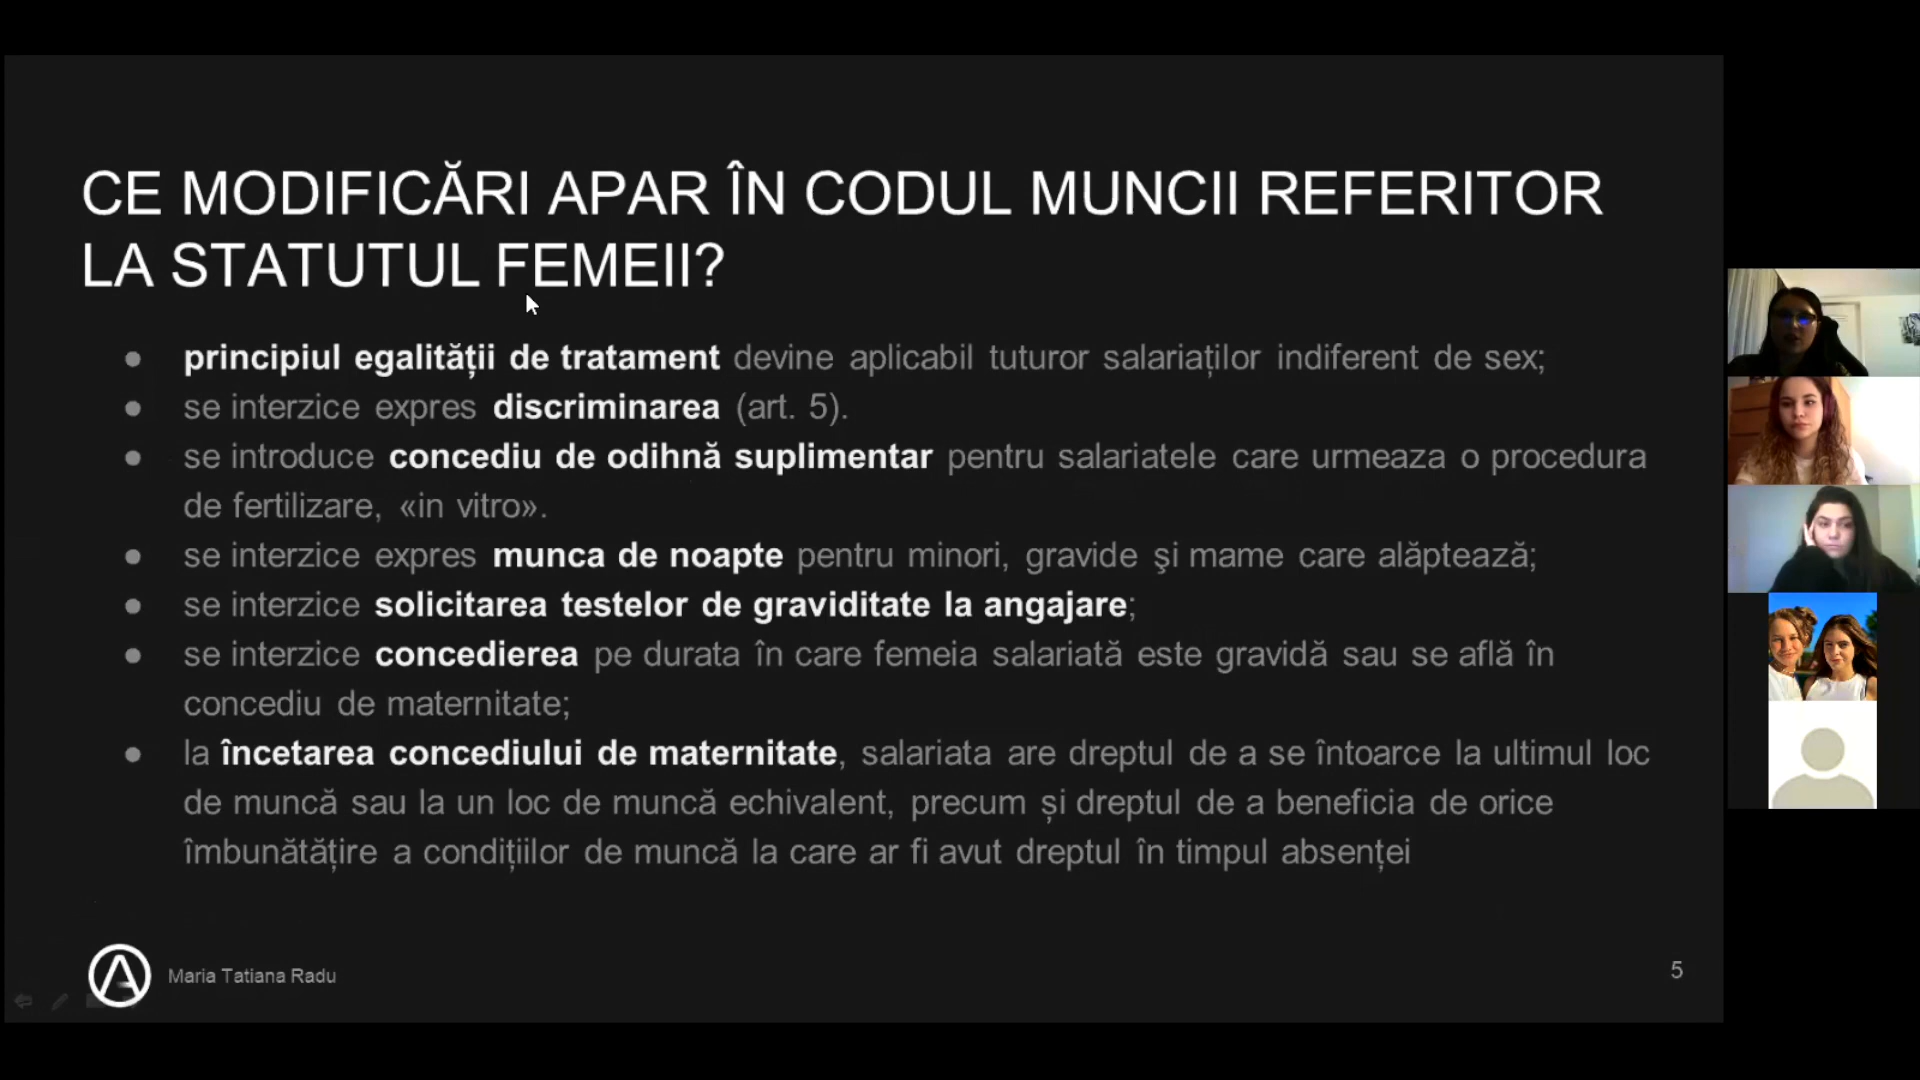 CE MODIFICĂRI APAR ÎN CODUL MUNCII REFERITOR
LA STATUTUL FEMEII?
● principiul egalității de tratament devine aplicabil tuturor salariaților indiferent de sex;
● se interzice expres discriminarea (art. 5).
● se introduce concediu de odihnă suplimentar pentru salariatele care urmeaza o procedura
de fertilizare, «in vitro».
● se interzice expres munca de noapte pentru minori, gravide şi mame care alăptează;
● se interzice solicitarea testelor de graviditate la angajare;
● se interzice concedierea pe durata în care femeia salariată este gravidă sau se află în
concediu de maternitate;
● la încetarea concediului de maternitate, salariata are dreptul de a se întoarce la ultimul loc
de muncă sau la un loc de muncă echivalent, precum și dreptul de a beneficia de orice
îmbunătățire a condițiilor de muncă la care ar fi avut dreptul în timpul absenței
Maria Tatiana Radu
5